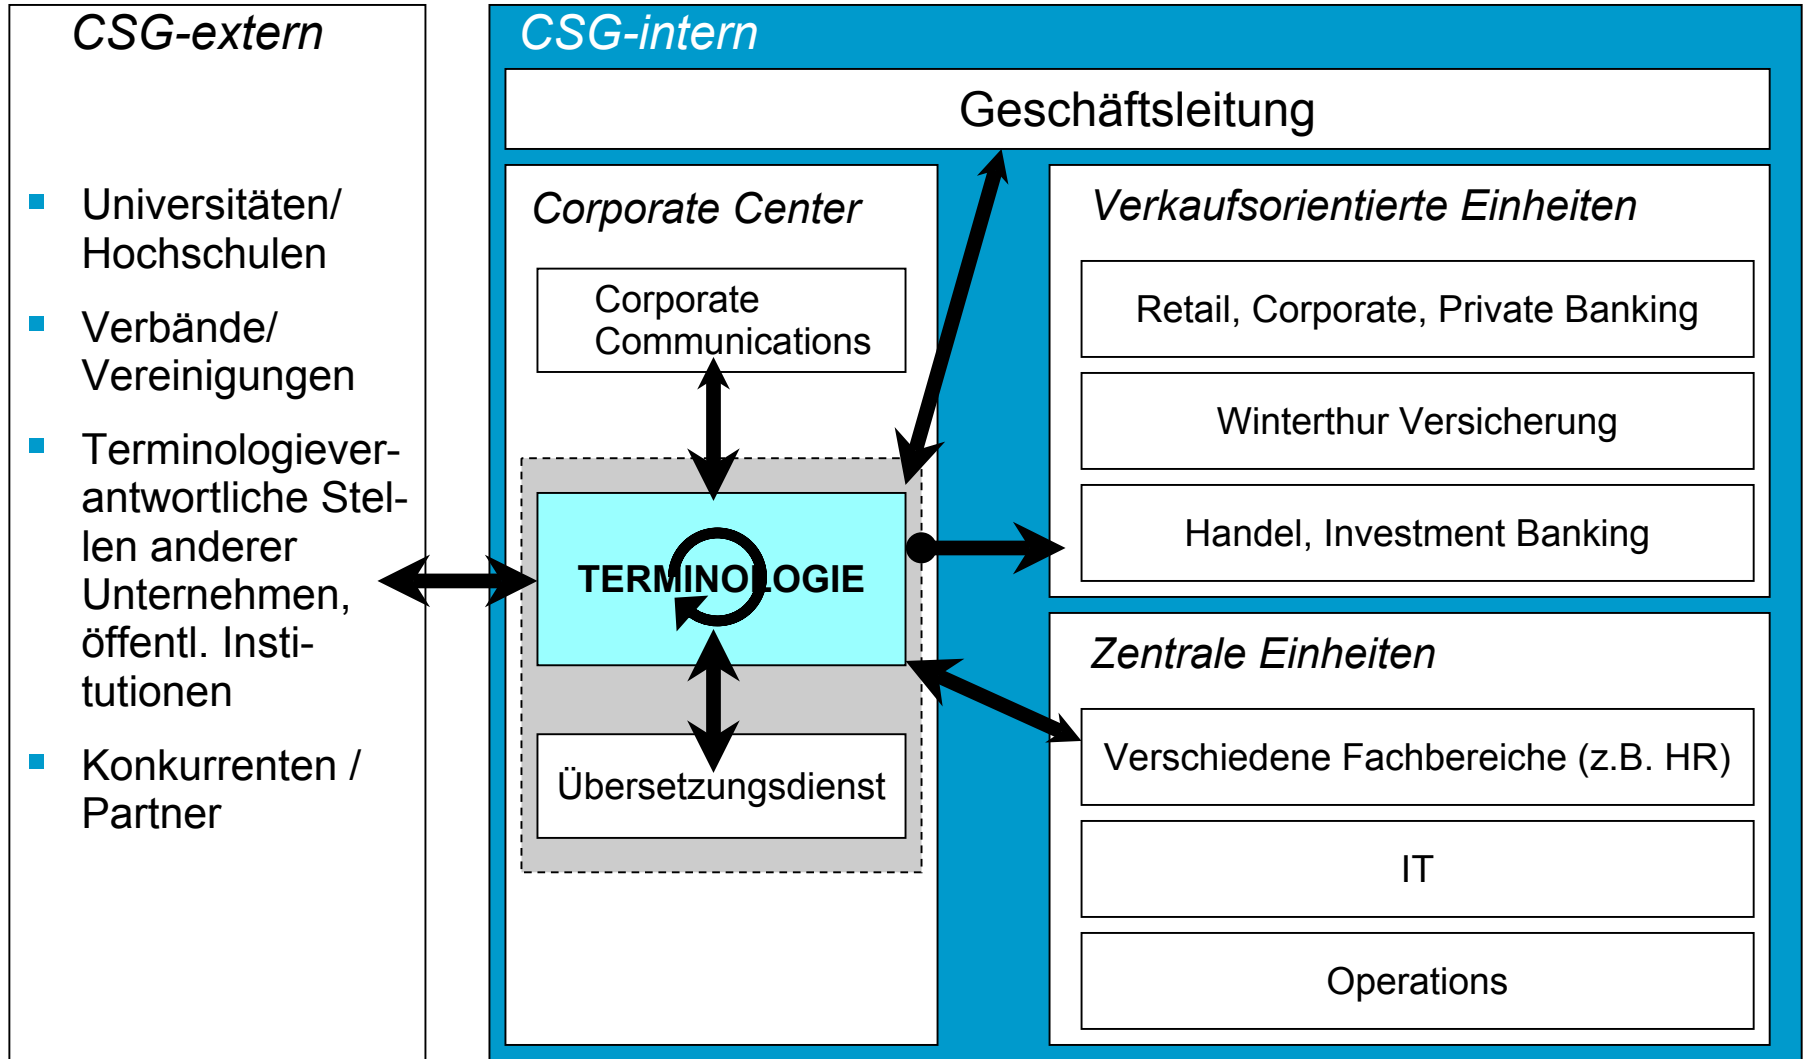 CSG-extern
Universitäten/
Hochschulen
Verbände/
Vereinigungen
Terminologiever-
antwortliche Stel-
len anderer
Unternehmen,
öffentl. Insti-
tutionen
Konkurrenten /
Partner
CSG-intern
Geschäftsleitung
Corporate Center
Corporate
Communications
TERMINOLOGIE
Übersetzungsdienst
Verkaufsorientierte Einheiten
Retail, Corporate, Private Banking
Winterthur Versicherung
Handel, Investment Banking
Zentrale Einheiten
Verschiedene Fachbereiche (z.B. HR)
IT
Operations